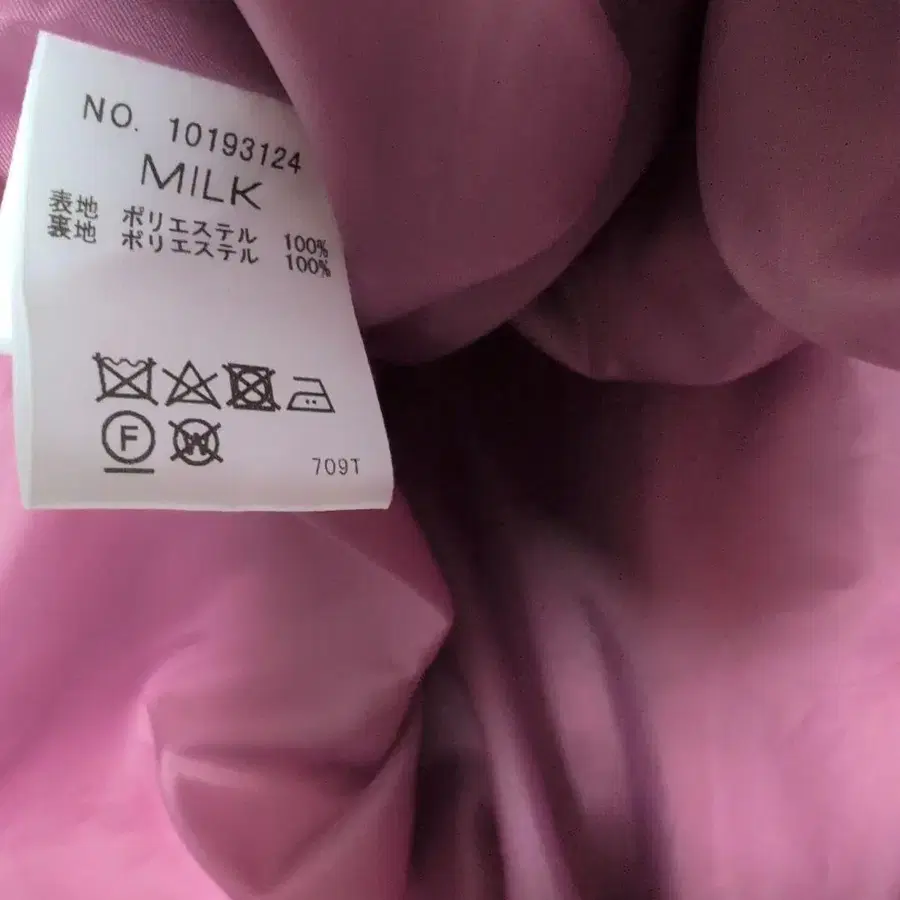 NO. 10193124
MILK
表地 ポリエステル 100%
裏地 ポリエステル 100%
F W
709T